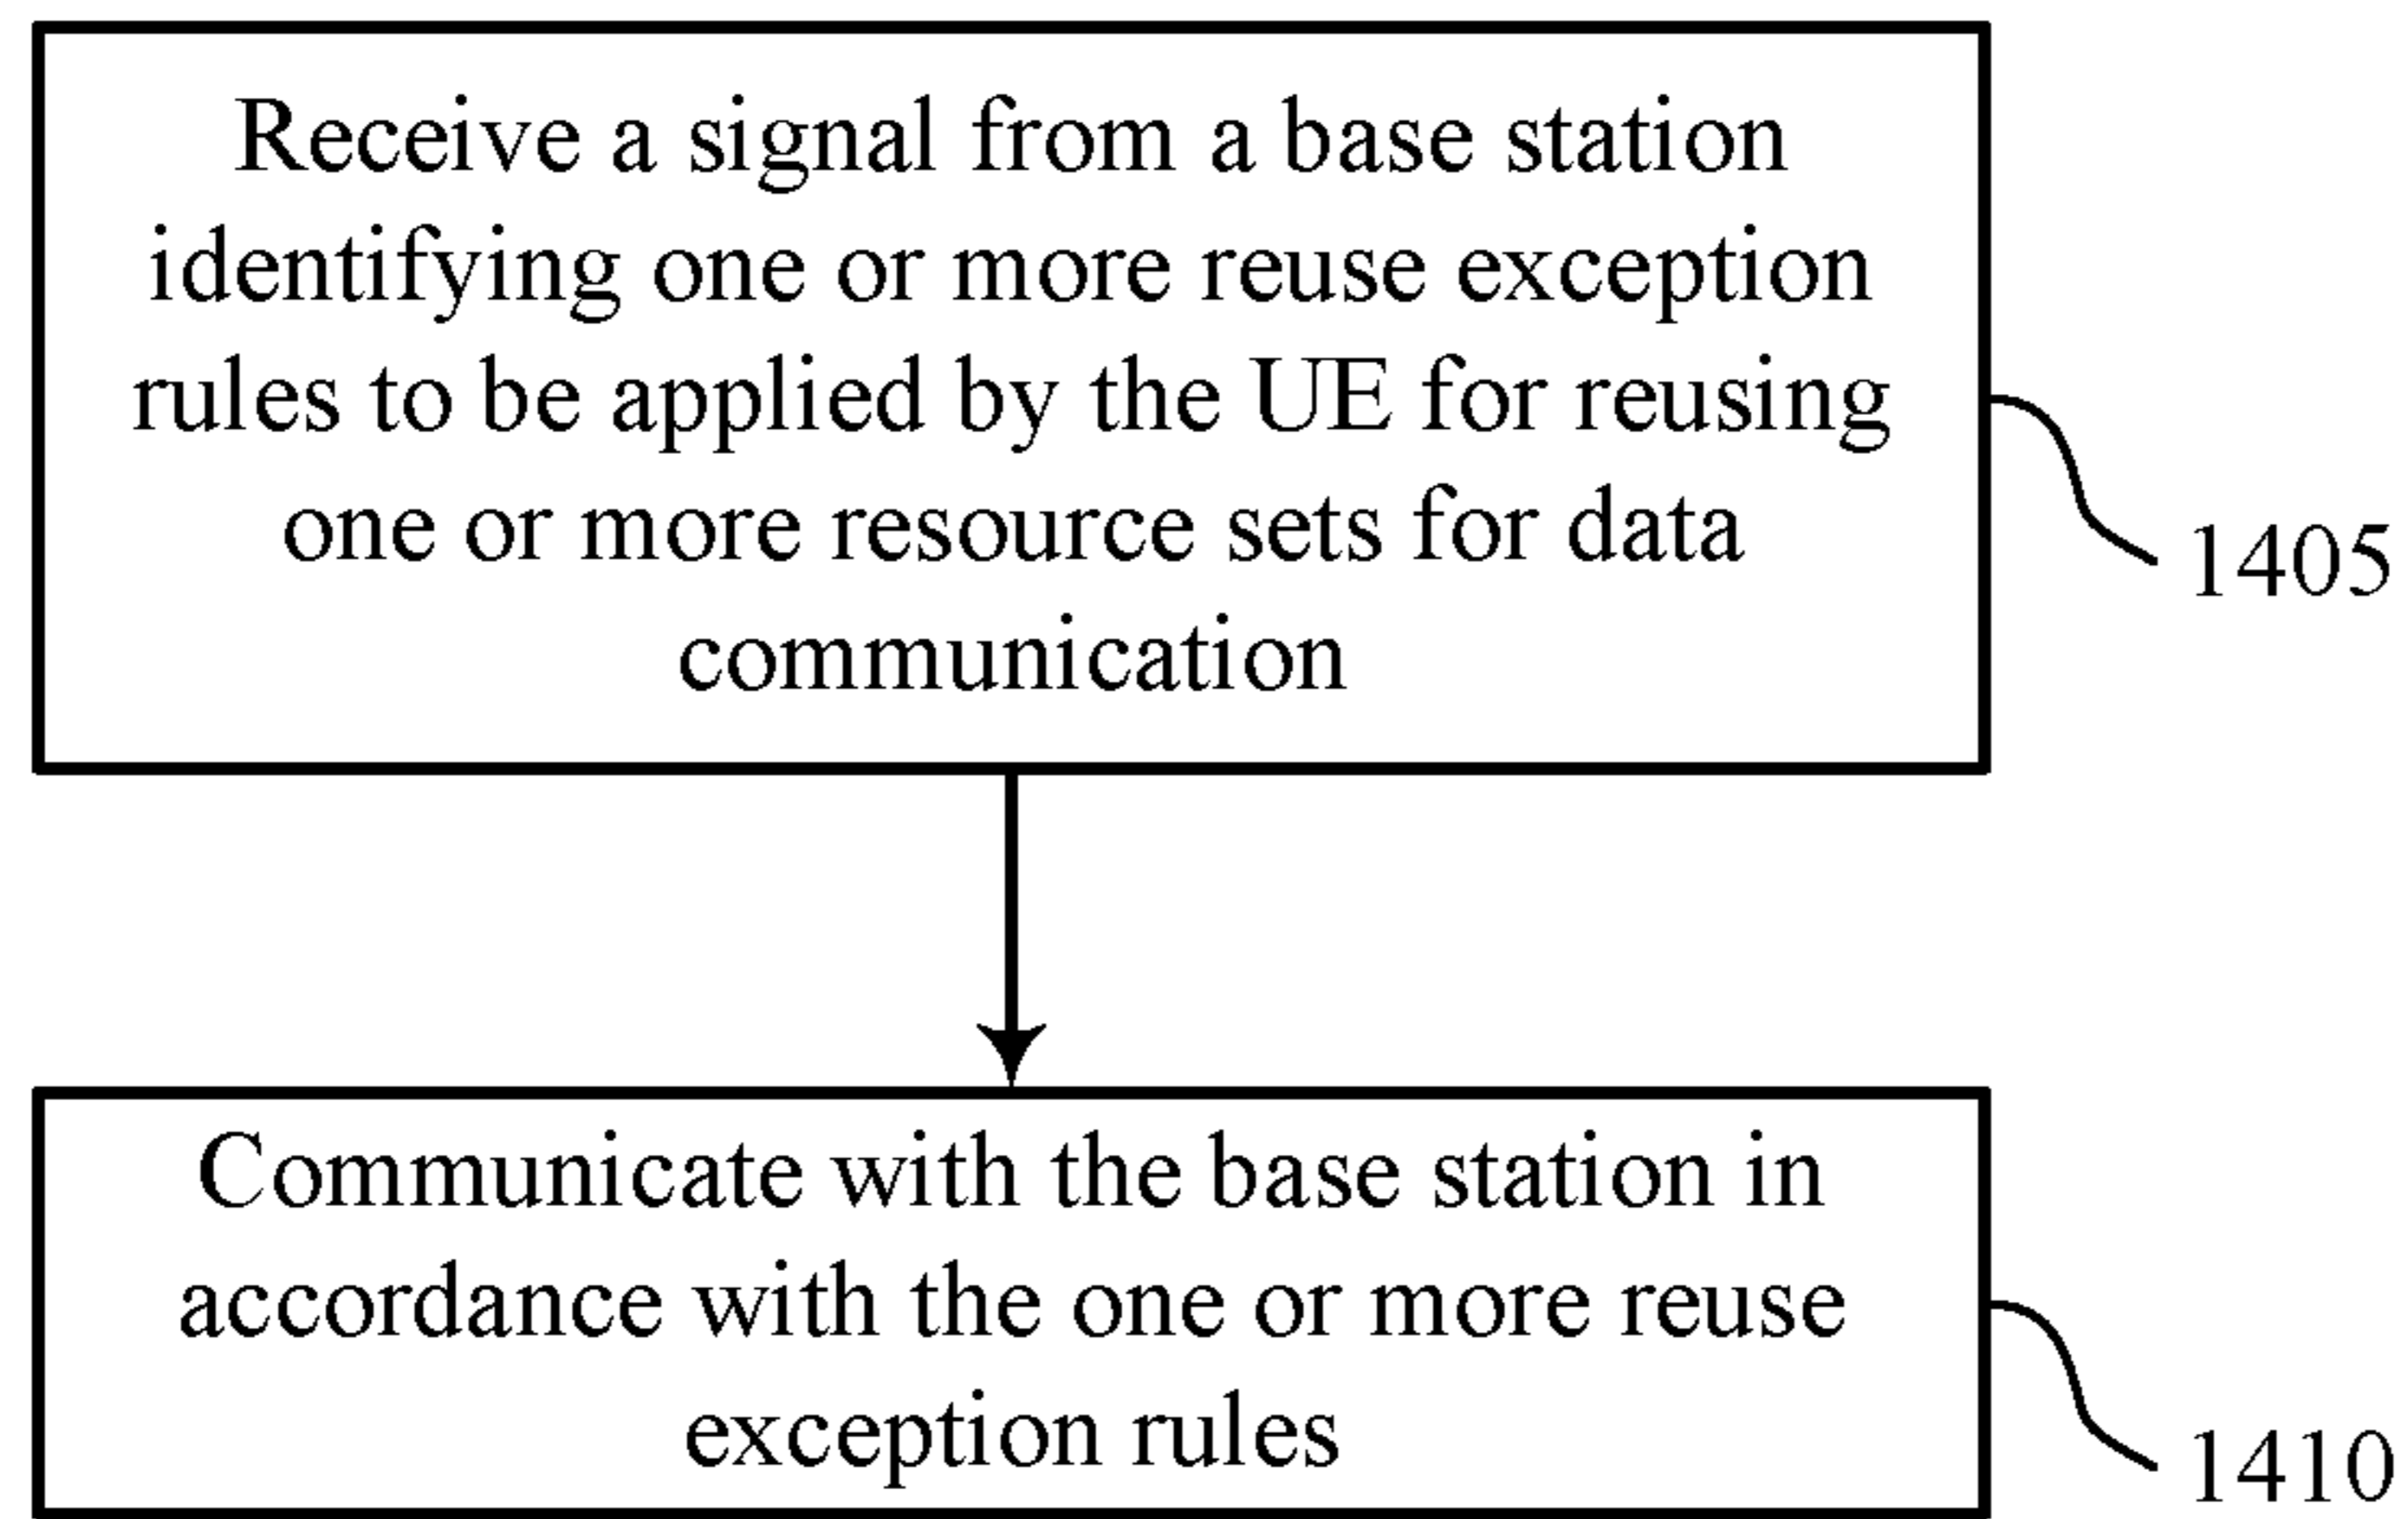 Receive a signal from a base station
identifying one or more reuse exception
rules to be applied by the UE for reusing
one or more resource sets for data
communication
1405
Communicate with the base station in
accordance with the one or more reuse
exception rules
1410